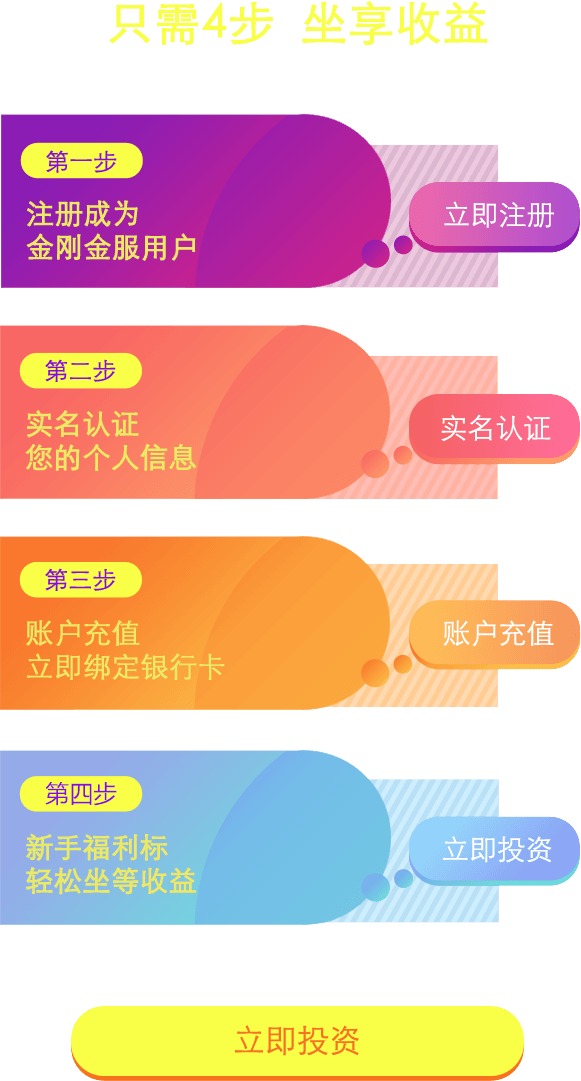 只需4步 坐享收益
第一步
注册成为
金刚金服用户
立即注册
第二步
实名认证
您的个人信息
实名认证
第三步
账户充值
立即绑定银行卡
账户充值
第四步
新手福利标
轻松坐等收益
立即投资
立即投资